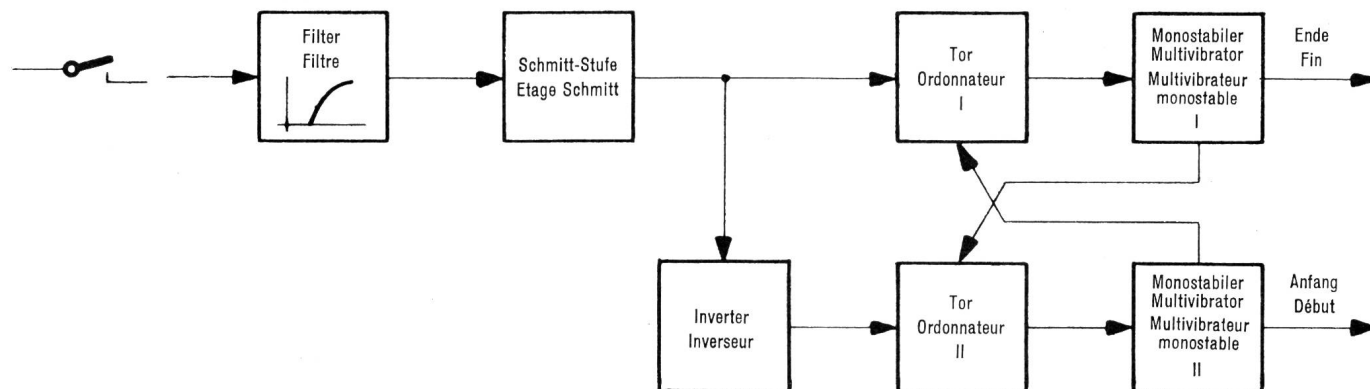 Filter
Filtre
Schmitt-Stufe
Etage Schmitt
Tor
Ordonnateur
I
Monostabiler
Multivibrator
Multivibrateur
monostable
I
Ende
Fin
Inverter
Inverseur
Tor
Ordonnateur
II
Monostabiler
Multivibrator
Multivibrateur
monostable
II
Anfang
Début